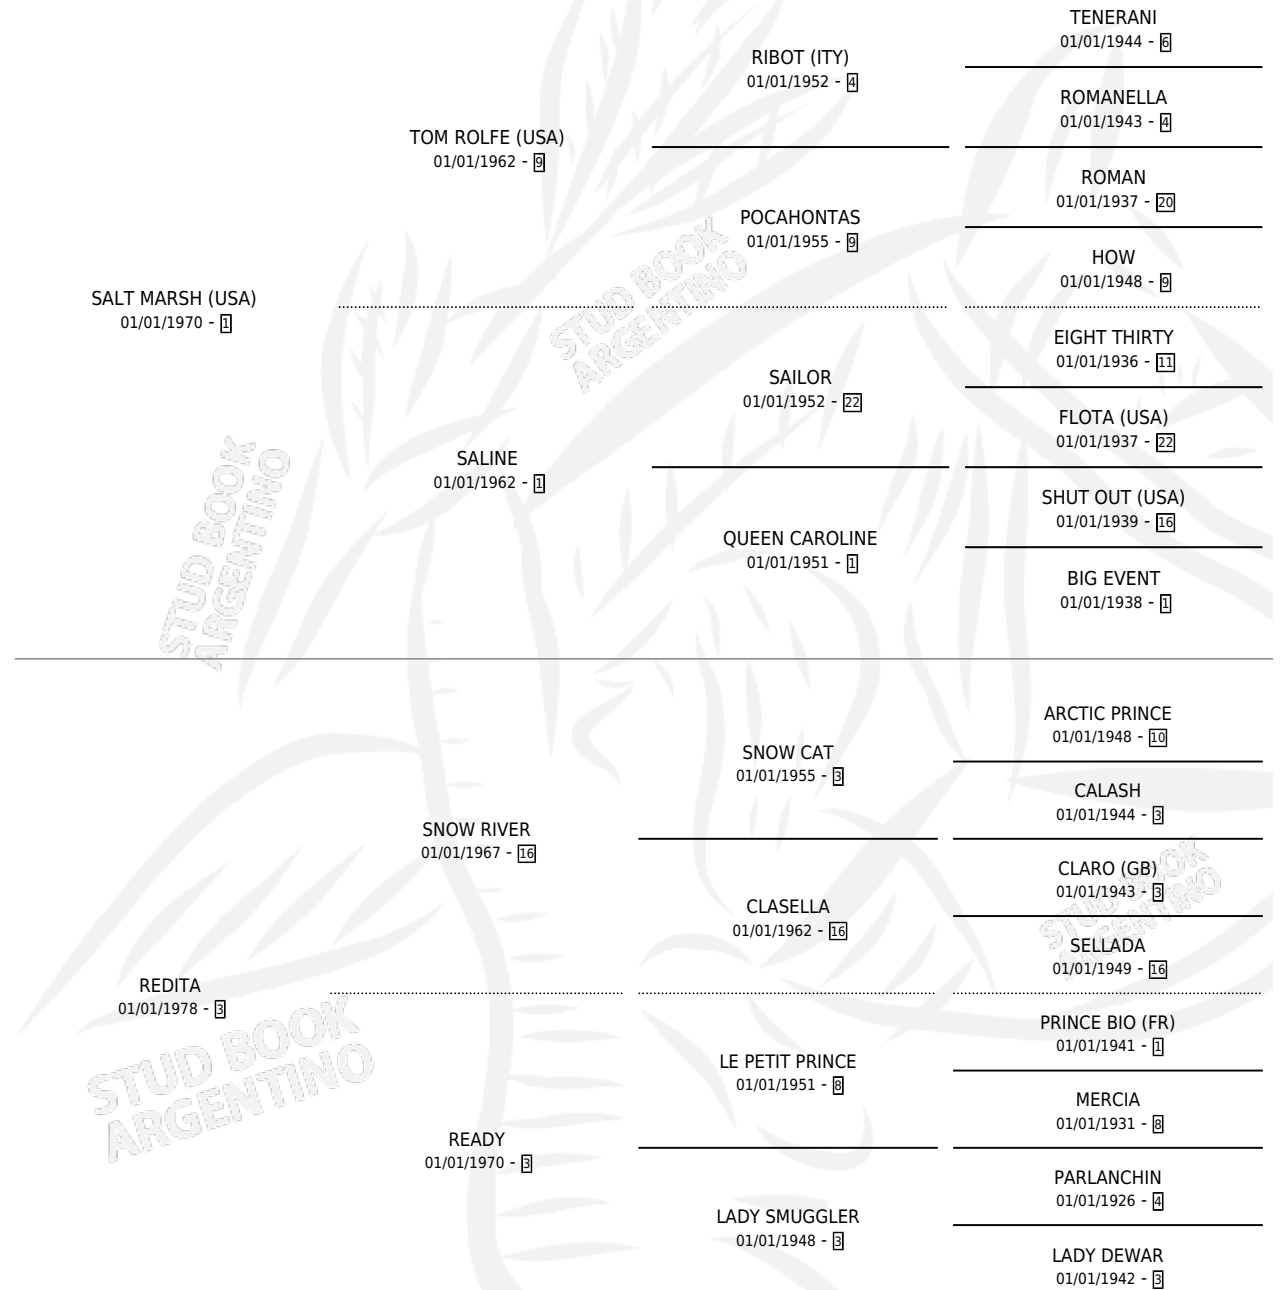 TENERANI
01/01/1944 - 6
RIBOT (ITY)
01/01/1952 - 4
ROMANELLA
01/01/1943 - 4
TOM ROLFE (USA)
01/01/1962 - 9
ROMAN
01/01/1937 - 20
POCAHONTAS
01/01/1955 - 9
HOW
01/01/1948 - 9
SALT MARSH (USA)
01/01/1970 - 1
EIGHT THIRTY
01/01/1936 - 11
SAILOR
01/01/1952 - 22
FLOTA (USA)
01/01/1937 - 22
SALINE
01/01/1962 - 1
SHUT OUT (USA)
01/01/1939 - 16
QUEEN CAROLINE
01/01/1951 - 1
BIG EVENT
01/01/1938 - 1
STUD BOOK
ARGENTINO
STUD BOOK
ARGENTINO
ARCTIC PRINCE
01/01/1948 - 10
SNOW CAT
01/01/1955 - 3
CALASH
01/01/1944 - 3
SNOW RIVER
01/01/1967 - 16
CLARO (GB)
01/01/1943 - 3
CLASELLA
01/01/1962 - 16
SELLADA
01/01/1949 - 16
REDITA
01/01/1978 - 3
PRINCE BIO (FR)
01/01/1941 - 1
LE PETIT PRINCE
01/01/1951 - 8
MERCIA
01/01/1931 - 8
READY
01/01/1970 - 3
PARLANCHIN
01/01/1926 - 4
LADY SMUGGLER
01/01/1948 - 3
LADY DEWAR
01/01/1942 - 3
STUD BOOK
ARGENTINO
STUD BOOK
ARGENTINO